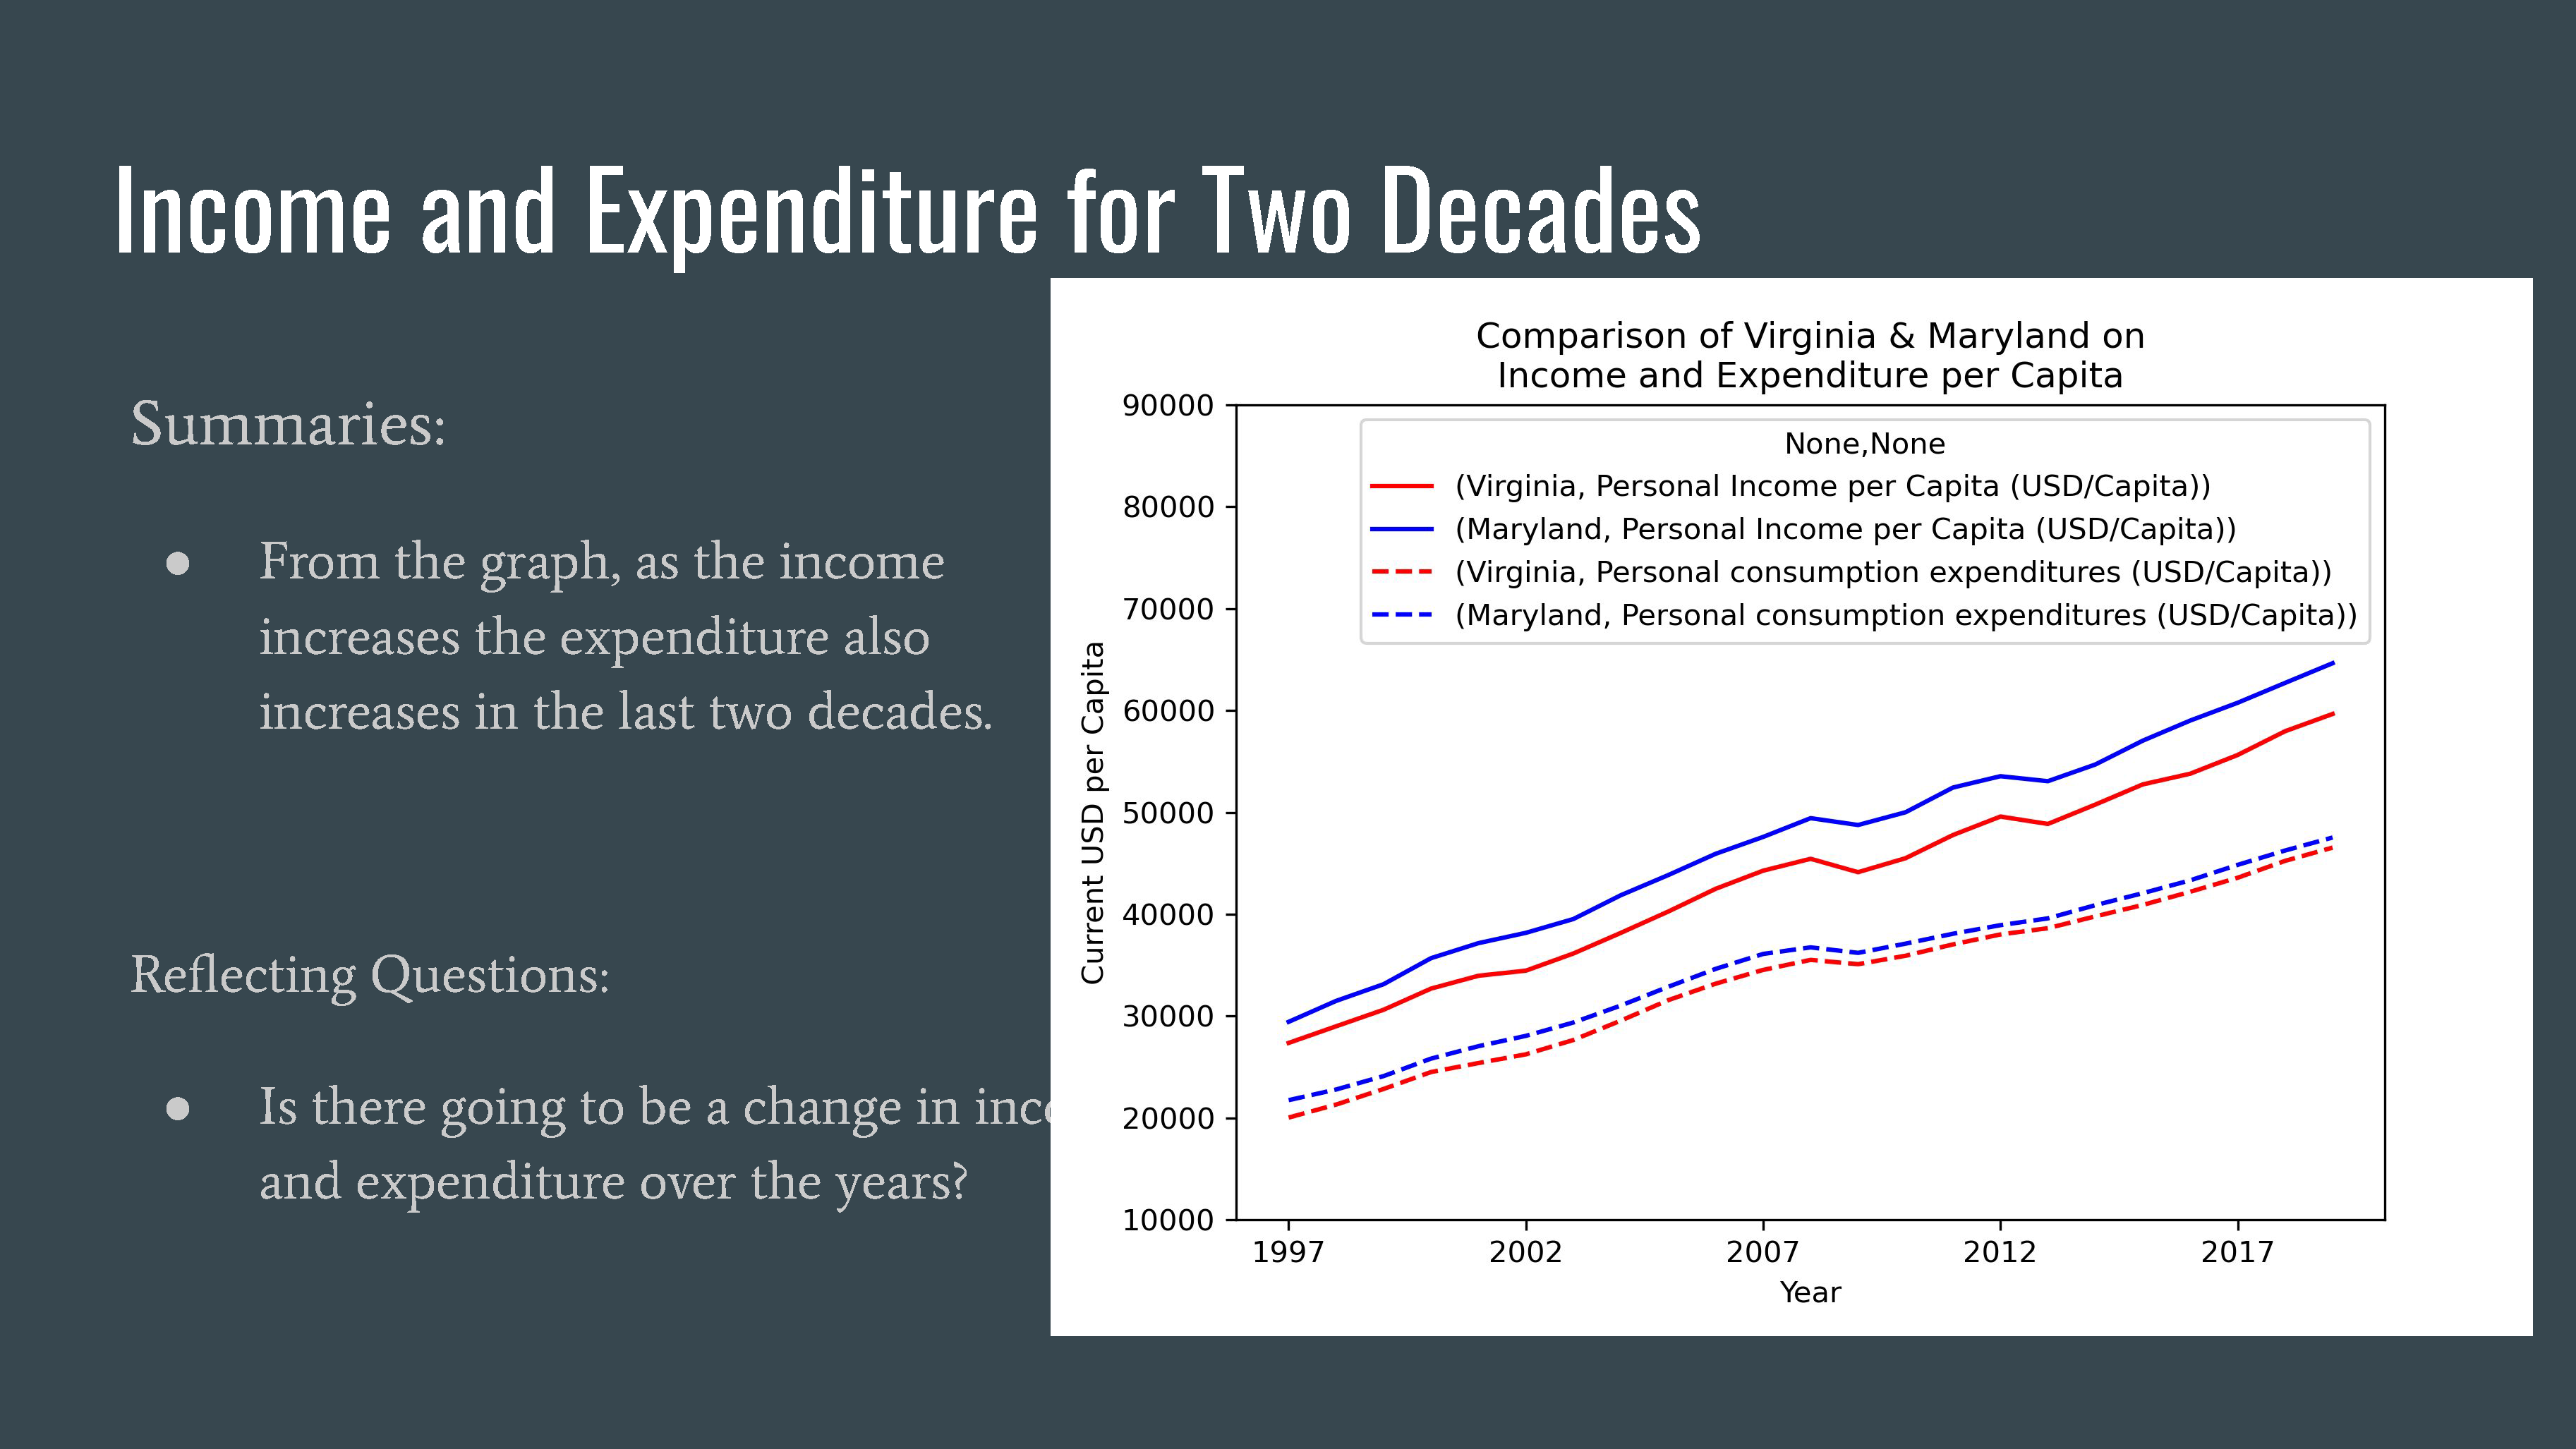 Income and Expenditure for Two Decades
Summaries:
● From the graph, as the income
increases the expenditure also
increases in the last two decades.
Reflecting Questions:
● Is there going to be a change in
and expenditure over the years?
Comparison of Virginia & Maryland on
Income and Expenditure per Capita
None,None
(Virginia, Personal Income per Capita (USD/Capita))
(Maryland, Personal Income per Capita (USD/Capita))
(Virginia, Personal consumption expenditures (USD/Capita))
(Maryland, Personal consumption expenditures (USD/Capita))
Current USD per Capita
90000
80000
70000
60000
50000
40000
30000
20000
10000
1997 2002 2007 2012 2017
Year